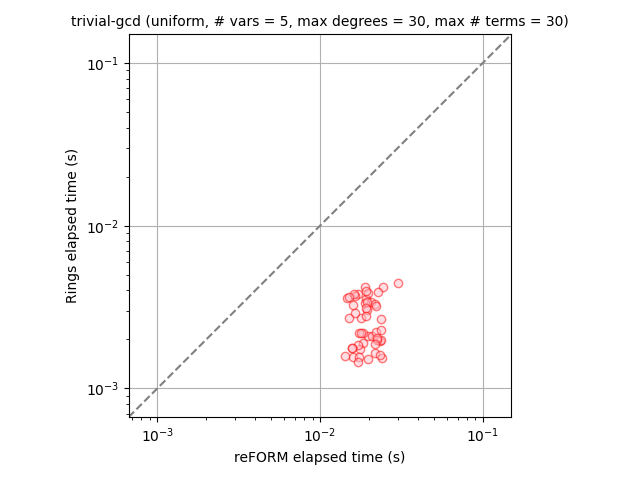 trivial-gcd (uniform, # vars = 5, max degrees = 30, max # terms = 30)
10⁻¹
10⁻²
10⁻³
Rings elapsed time (s)
10⁻³ 10⁻² 10⁻¹
reFORM elapsed time (s)